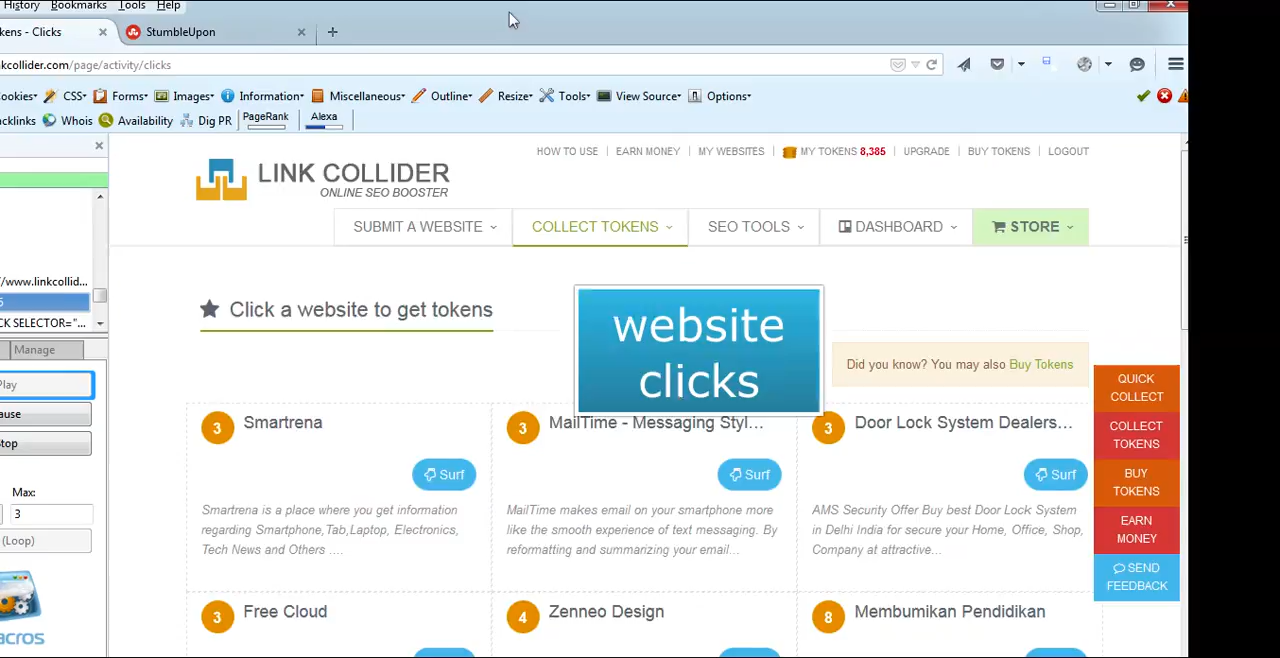 History Bookmarks Tools Help
kens - Clicks
StumbleUpon
nkcollider.com/page/activity/clicks
ookies CSS Forms Images Information Miscellaneous Outline Resize Tools View Source Options
acklinks Whois Availability Dig PR PageRank Alexa
LINK COLLIDER
ONLINE SEO BOOSTER
HOW TO USE EARN MONEY MY WEBSITES MY TOKENS 8,385 UPGRADE BUY TOKENS LOGOUT
SUBMIT A WEBSITE COLLECT TOKENS SEO TOOLS DASHBOARD STORE
//www.linkcollid...
5
CK SELECTOR="...
Manage
Play
ause
top
Max:
3
(Loop)
acros
Click a website to get tokens
website
clicks
Did you know? You may also Buy Tokens
3 Smartrena
Surf
Smartrena is a place where you get information
regarding Smartphone,Tab,Laptop, Electronics,
Tech News and Others ....
3 MailTime - Messaging Styl...
Surf
MailTime makes email on your smartphone more
like the smooth experience of text messaging. By
reformatting and summarizing your email...
3 Door Lock System Dealers...
Surf
AMS Security Offer Buy best Door Lock System
in Delhi India for secure your Home, Office, Shop,
Company at attractive...
3 Free Cloud
4 Zenneo Design
8 Membumikan Pendidikan
QUICK
COLLECT
COLLECT
TOKENS
BUY
TOKENS
EARN
MONEY
SEND
FEEDBACK